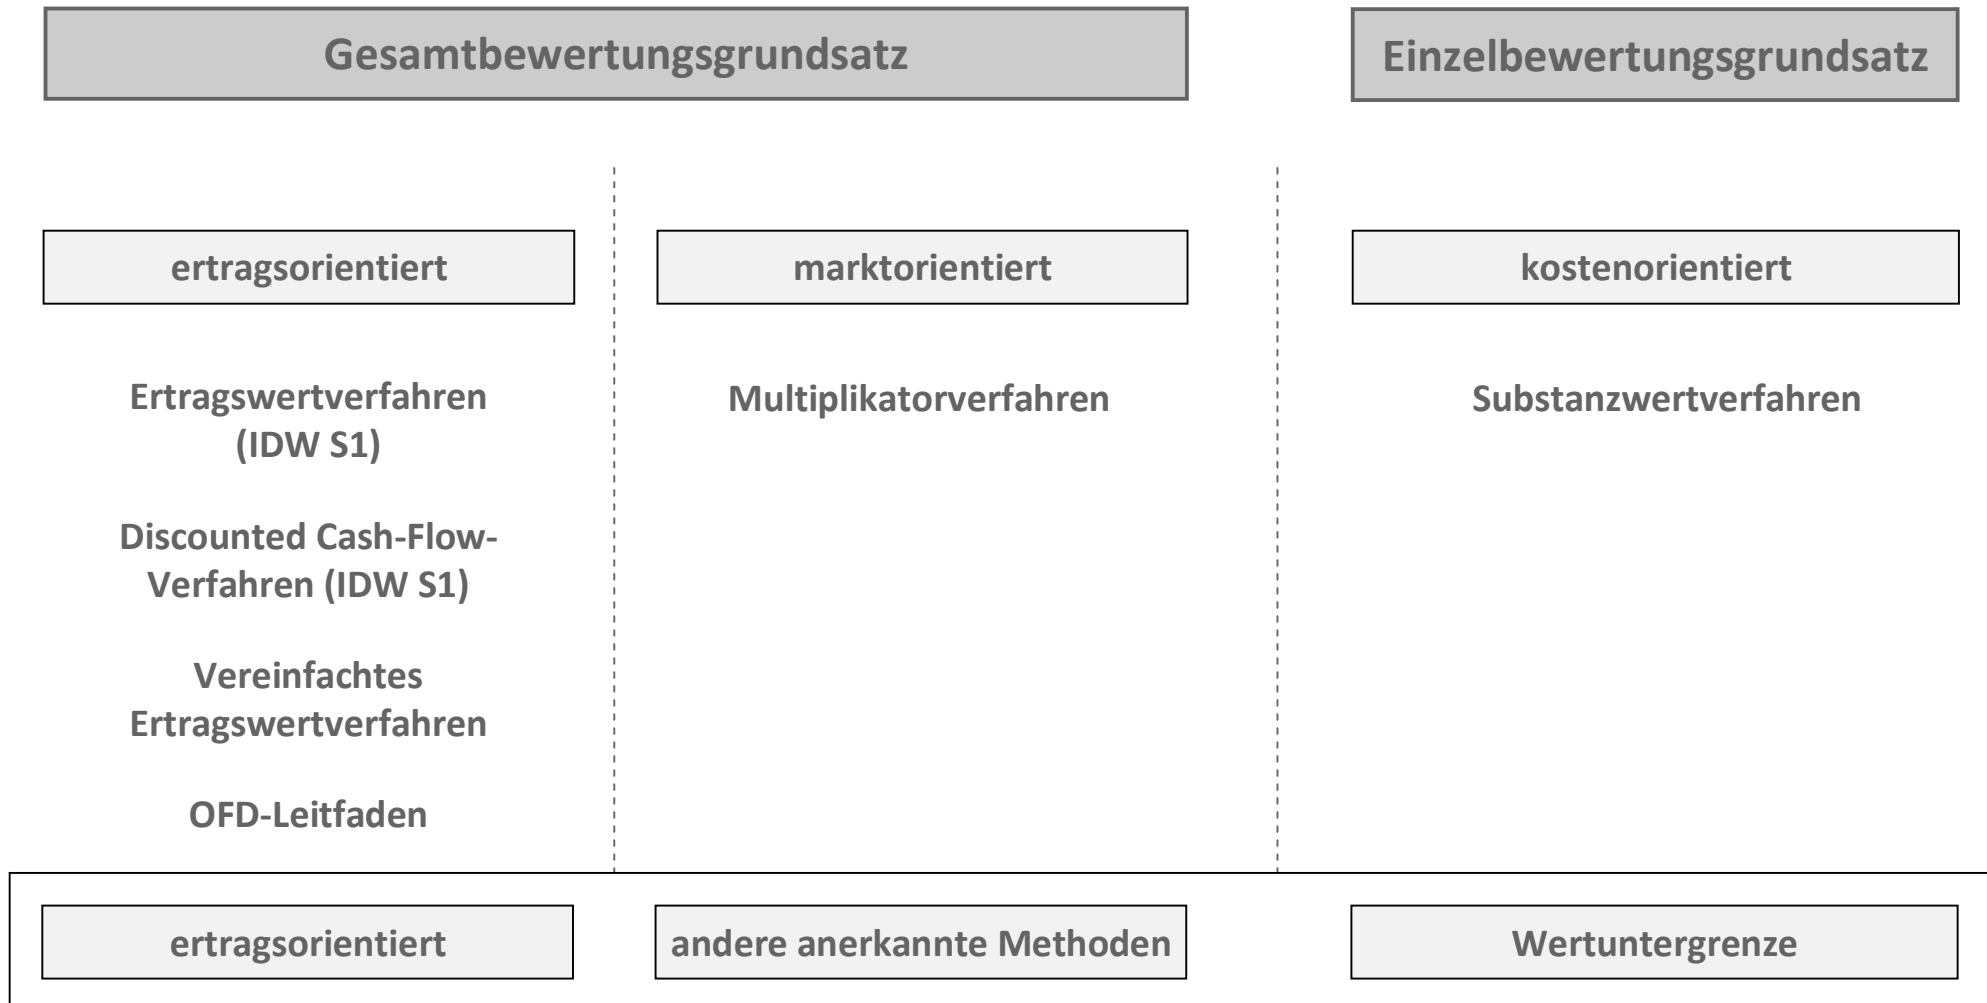 Gesamtbewertungsgrundsatz
Einzelbewertungsgrundsatz
ertragsorientiert
marktorientiert
kostenorientiert
Ertragswertverfahren
(IDW S1)
Discounted Cash-Flow-
Verfahren (IDW S1)
Vereinfachtes
Ertragswertverfahren
OFD-Leitfaden
Multiplikatorverfahren
Substanzwertverfahren
ertragsorientiert
andere anerkannte Methoden
Wertuntergrenze